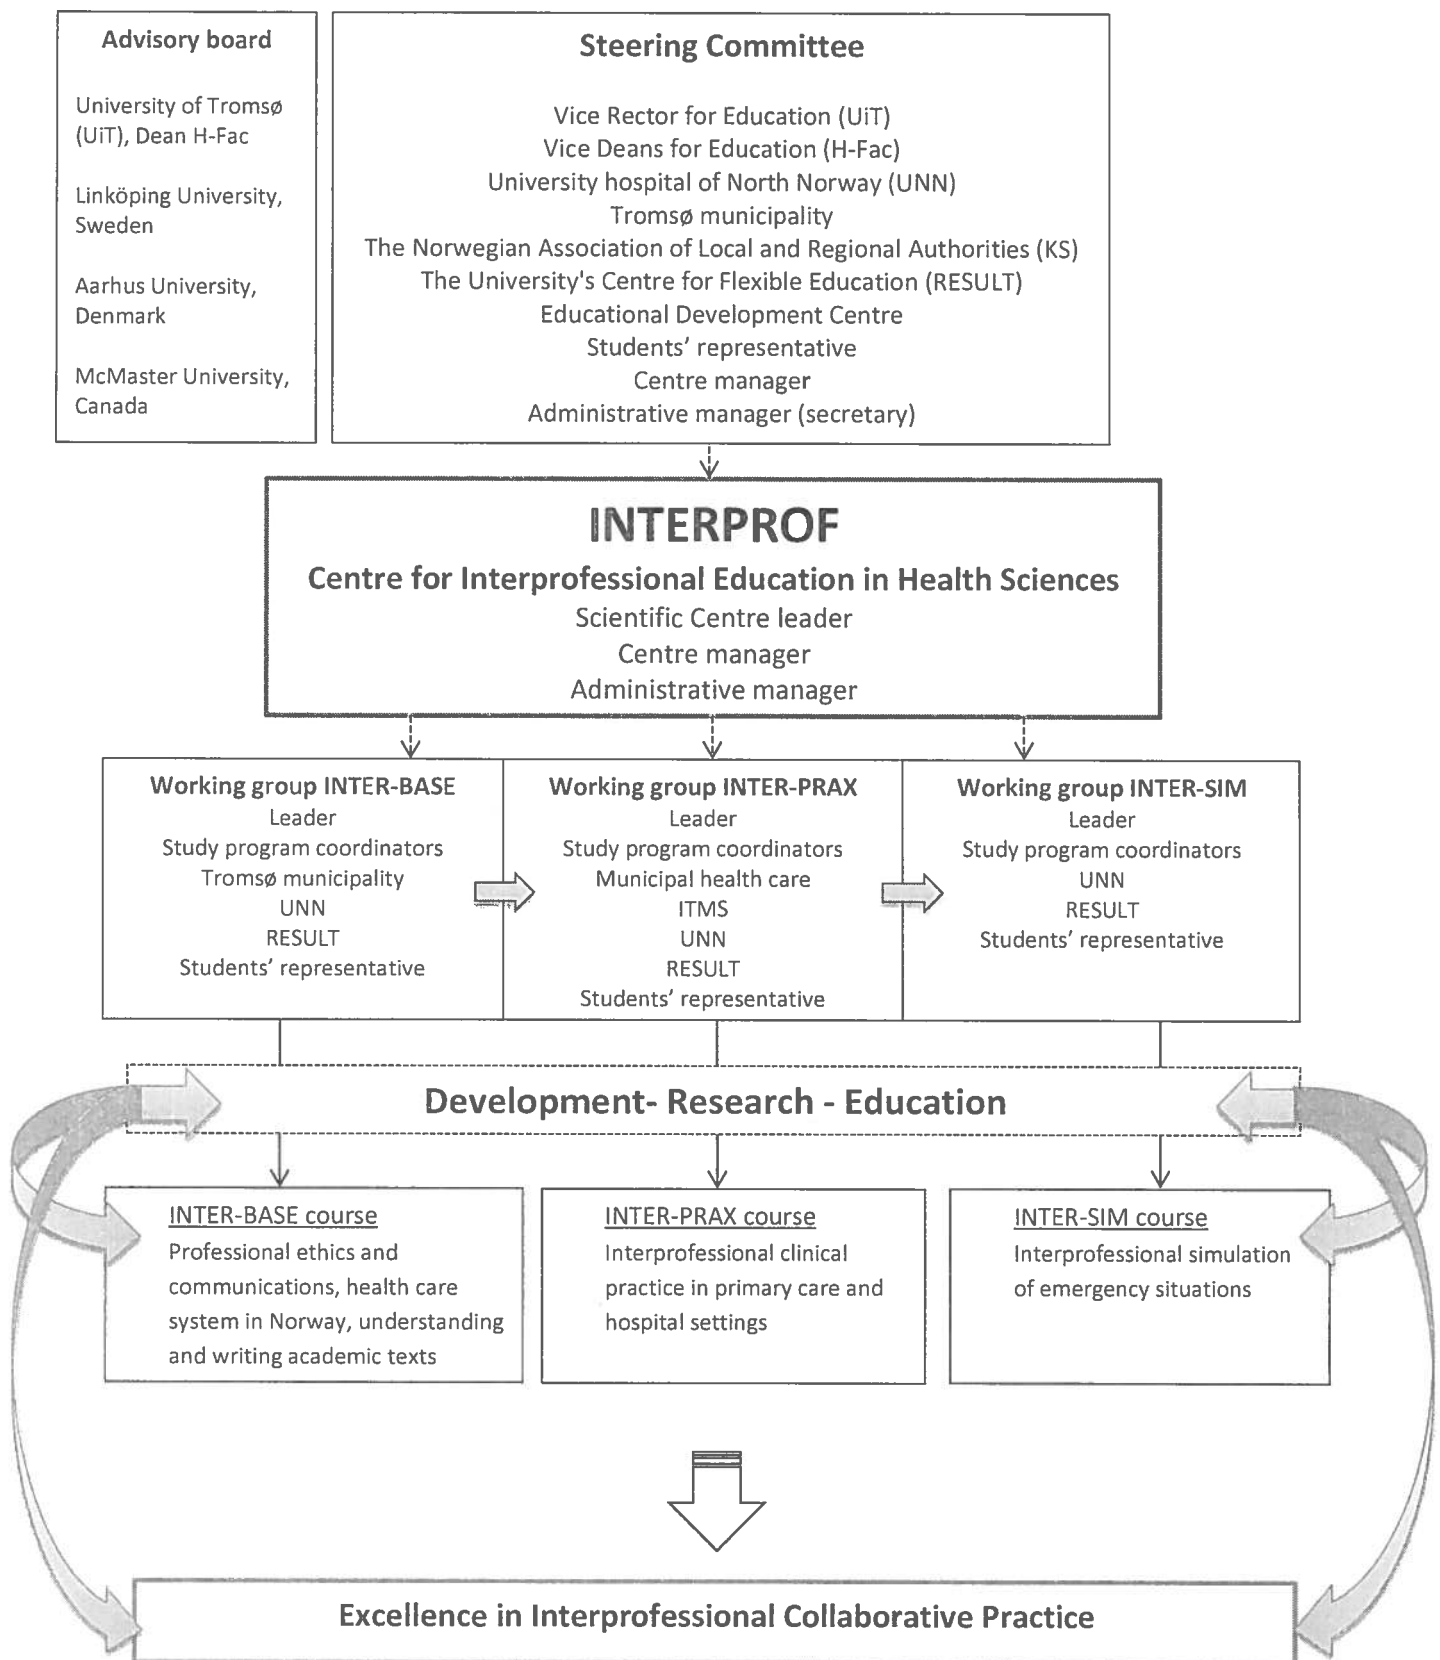 Advisory board
University of Tromsø
(UiT), Dean H-Fac
Linköping University,
Sweden
Aarhus University,
Denmark
McMaster University,
Canada
Steering Committee
Vice Rector for Education (UiT)
Vice Deans for Education (H-Fac)
University hospital of North Norway (UNN)
Tromsø municipality
The Norwegian Association of Local and Regional Authorities (KS)
The University's Centre for Flexible Education (RESULT)
Educational Development Centre
Students' representative
Centre manager
Administrative manager (secretary)
INTERPROF
Centre for Interprofessional Education in Health Sciences
Scientific Centre leader
Centre manager
Administrative manager
Working group INTER-BASE
Leader
Study program coordinators
Tromsø municipality
UNN
RESULT
Students' representative
Working group INTER-PRAX
Leader
Study program coordinators
Municipal health care
ITMS
UNN
RESULT
Students' representative
Working group INTER-SIM
Leader
Study program coordinators
UNN
RESULT
Students' representative
Development- Research - Education
INTER-BASE course
Professional ethics and
communications, health care
system in Norway, understanding
and writing academic texts
INTER-PRAX course
Interprofessional clinical
practice in primary care and
hospital settings
INTER-SIM course
Interprofessional simulation
of emergency situations
Excellence in Interprofessional Collaborative Practice